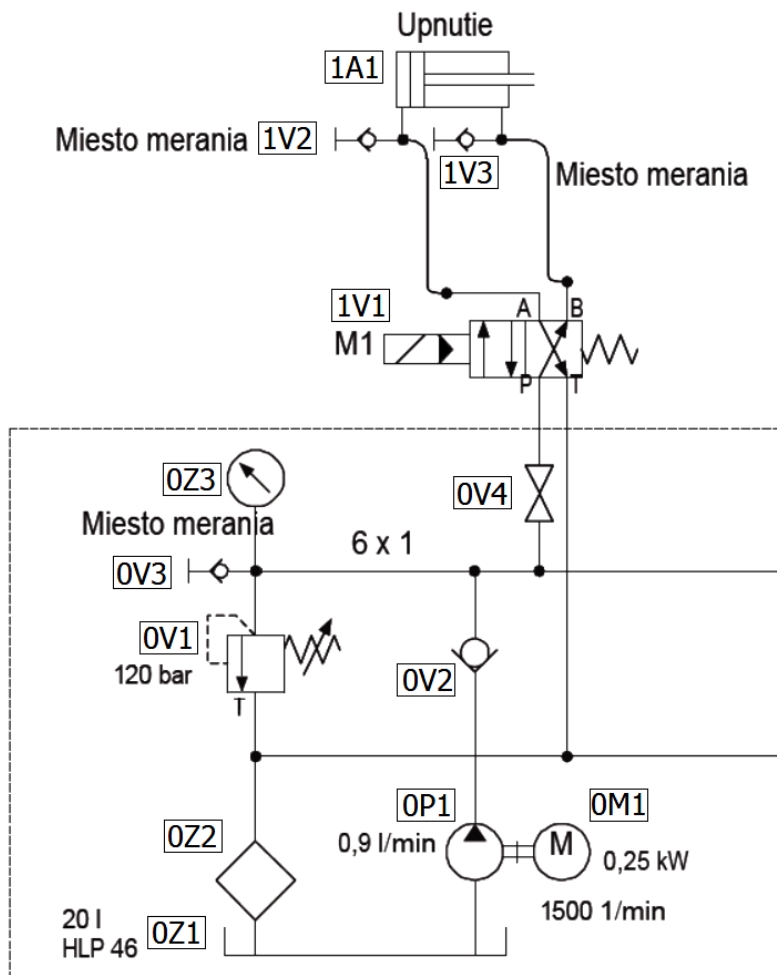 Upnutie
1A1
Miesto merania 1V2
1V3
Miesto merania
1V1
A B
M1
P T
0Z3
0V4
Miesto merania
6 x 1
0V3
0V1
120 bar
0V2
T
0P1 0M1
0Z2
0,9 l/min
M
0,25 kW
1500 1/min
20 l
HLP 46
0Z1